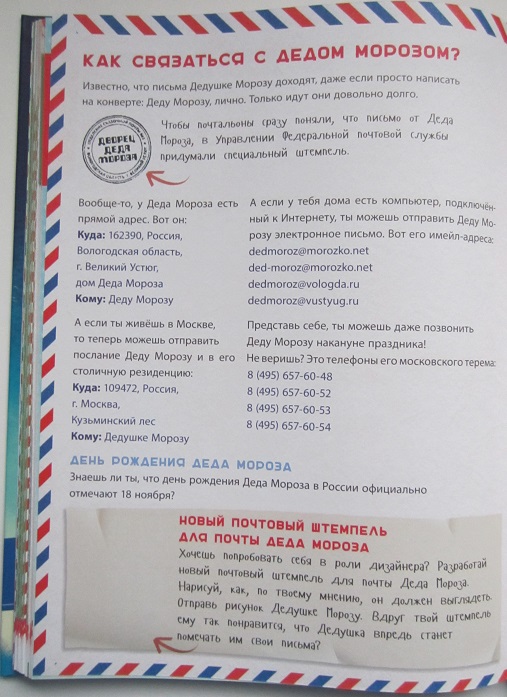 КАК СВЯЗАТЬСЯ С ДЕДОМ МОРОЗОМ?
Известно, что письма Дедушке Морозу доходят, даже если просто написать
на конверте: Деду Морозу, лично. Только идут они довольно долго.
Чтобы почтальоны сразу поняли, что письмо от Деда
Мороза, в Управлении Федеральной почтовой службы
придумали специальный штемпель.
ДВОРЕЦ
ДЕДА
МОРОЗА
Вообще-то, у Деда Мороза есть
прямой адрес. Вот он:
Куда: 162390, Россия,
Вологодская область,
г. Великий Устюг,
дом Деда Мороза
Кому: Деду Морозу
А если у тебя дома есть компьютер, подключён-
ный к Интернету, ты можешь отправить Деду Мо-
розу электронное письмо. Вот его имейл-адреса:
dedmoroz@morozko.net
ded-moroz@morozko.net
dedmoroz@vologda.ru
dedmoroz@vustyug.ru
А если ты живёшь в Москве,
то теперь можешь отправить
послание Деду Морозу и в его
столичную резиденцию:
Куда: 109472, Россия,
г. Москва,
Кузьминский лес
Кому: Дедушке Морозу
Представь себе, ты можешь даже позвонить
Деду Морозу накануне праздника!
Не веришь? Это телефоны его московского терема:
8 (495) 657-60-48
8 (495) 657-60-52
8 (495) 657-60-53
8 (495) 657-60-54
ДЕНЬ РОЖДЕНИЯ ДЕДА МОРОЗА
Знаешь ли ты, что день рождения Деда Мороза в России официально
отмечают 18 ноября?
НОВЫЙ ПОЧТОВЫЙ ШТЕМПЕЛЬ
ДЛЯ ПОЧТЫ ДЕДА МОРОЗА
Хочешь попробовать себя в роли дизайнера? Разработай
новый почтовый штемпель для почты Деда Мороза.
Нарисуй, как, по твоему мнению, он должен выглядеть.
Отправь рисунок Дедушке Морозу. Вдруг твой штемпель
ему так понравится, что Дедушка впредь станет
помечать им свои письма?